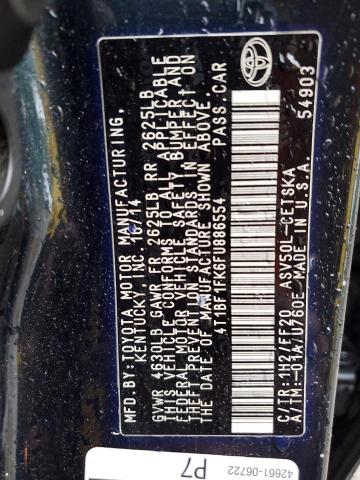 MFD. BY: TOYOTA MOTOR MANUFACTURING,
KENTUCKY, INC. 10/14
GVWR 4630LB GAWR FR 2625LB RR 2625LB
THIS VEHICLE CONFORMS TO ALL APPLICABLE
FEDERAL MOTOR VEHICLE SAFETY, BUMPER, AND
THEFT PREVENTION STANDARDS IN EFFECT ON
THE DATE OF MANUFACTURE SHOWN ABOVE.
4T1BF1FK6FU886554 PASS.CAR
C/TR: 1H2/FF20 ASV50L-CETSKA
A/TM:-01A/U760E MADE IN U.S.A.
54903
TOYOTA
42661-06722
P7